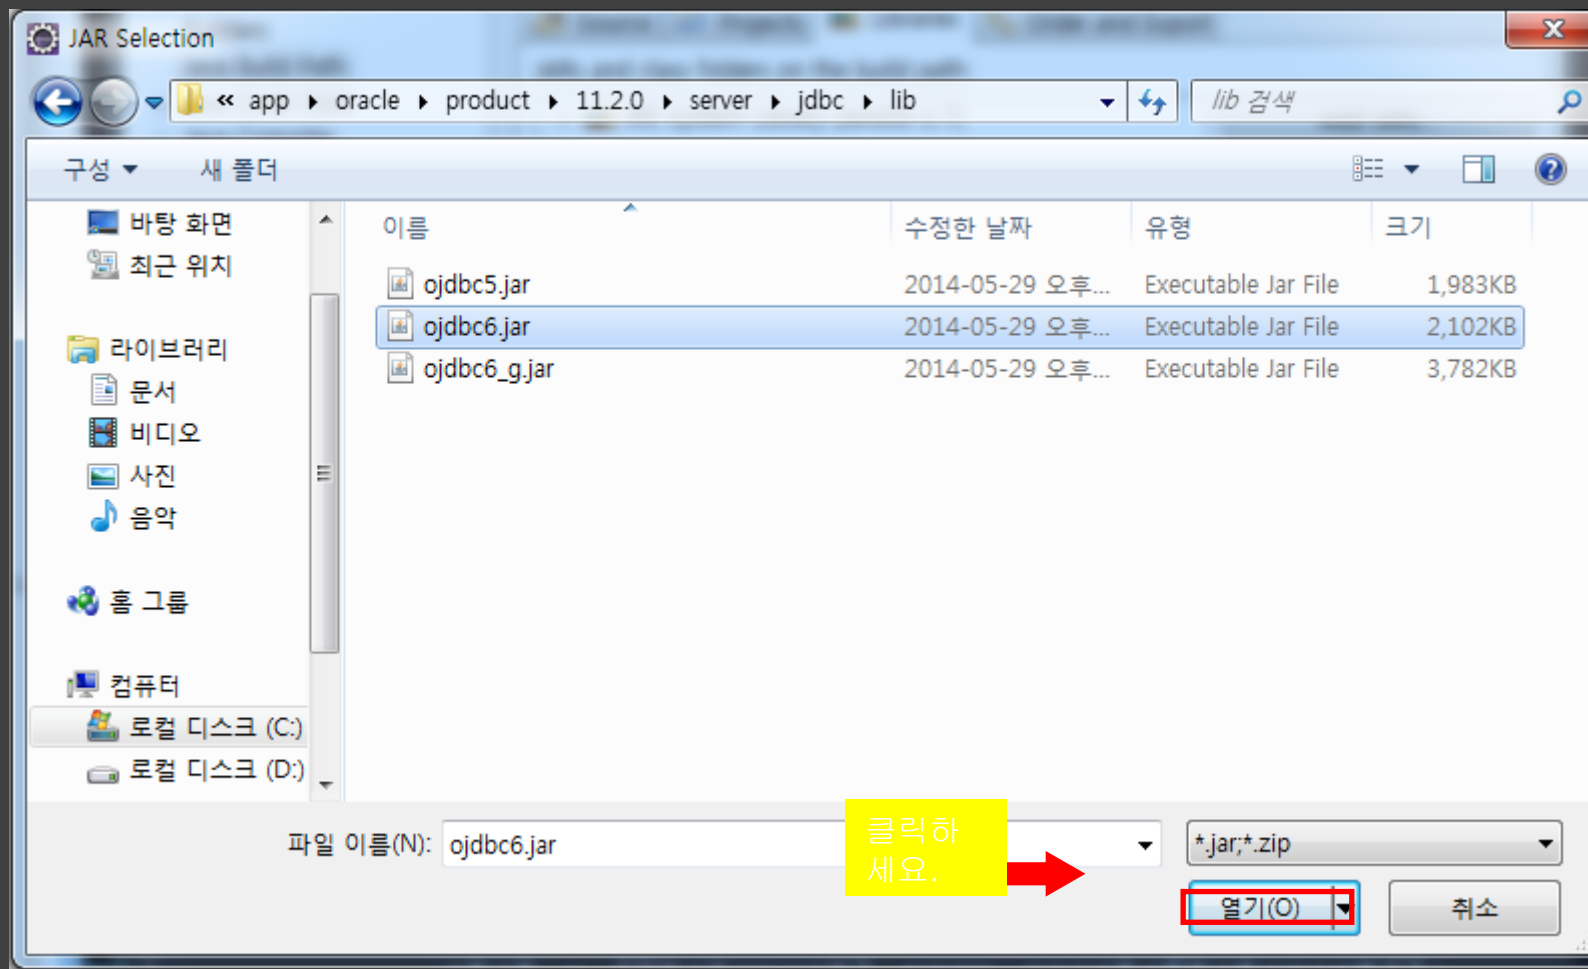 JAR Selection
« app ▸ oracle ▸ product ▸ 11.2.0 ▸ server ▸ jdbc ▸ lib
lib 검색
구성 새 폴더
바탕 화면
최근 위치
라이브러리
문서
비디오
사진
음악
홈 그룹
컴퓨터
로컬 디스크 (C:)
로컬 디스크 (D:)
이름 수정한 날짜 유형 크기
ojdbc5.jar 2014-05-29 오후... Executable Jar File 1,983KB
ojdbc6.jar 2014-05-29 오후... Executable Jar File 2,102KB
ojdbc6_g.jar 2014-05-29 오후... Executable Jar File 3,782KB
파일 이름(N): ojdbc6.jar
*.jar;*.zip
클릭하
세요.
열기(O) 취소